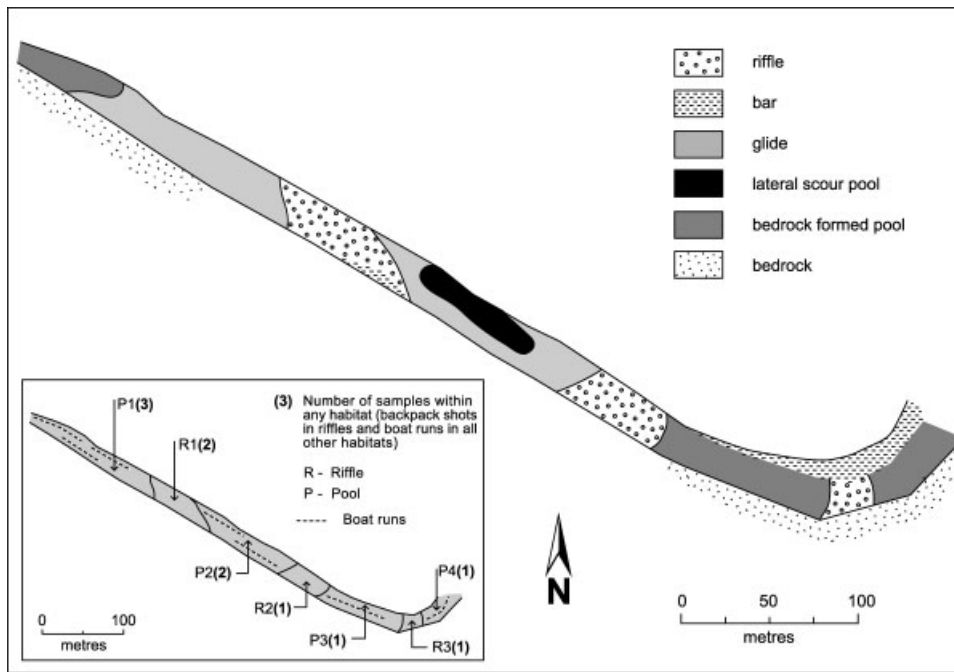 riffle
bar
glide
lateral scour pool
bedrock formed pool
bedrock
N
0 50 100
metres
(3) Number of samples within
any habitat (backpack shots
in riffles and boat runs in all
other habitats)
R - Riffle
P - Pool
Boat runs
P1(3)
R1(2)
P2(2)
R2(1)
P3(1)
P4(1)
R3(1)
0 100
metres